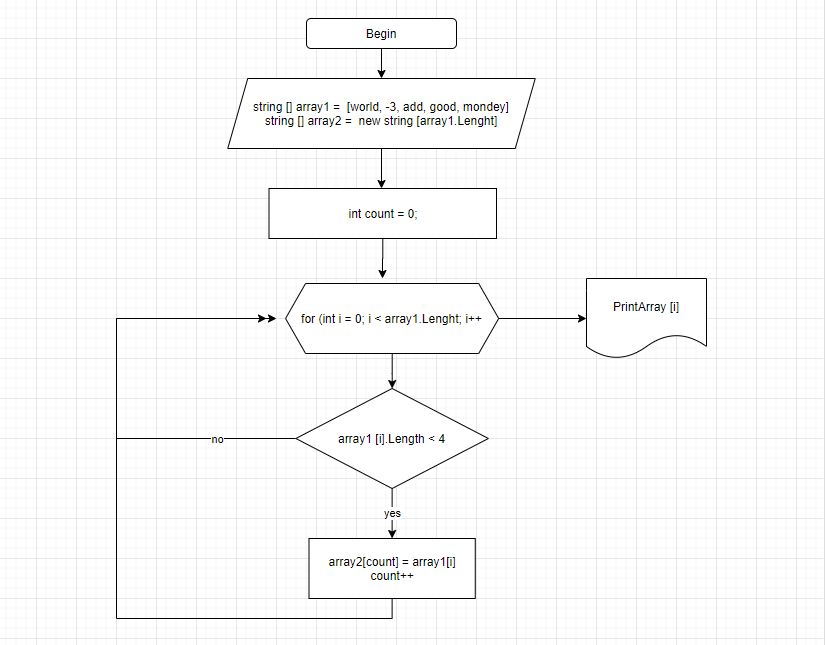 Begin
string [] array1 = [world, -3, add, good, mondey]
string [] array2 = new string [array1.Lenght]
int count = 0;
for (int i = 0; i < array1.Lenght; i++
PrintArray [i]
array1 [i].Length < 4
no
yes
array2[count] = array1[i]
count++